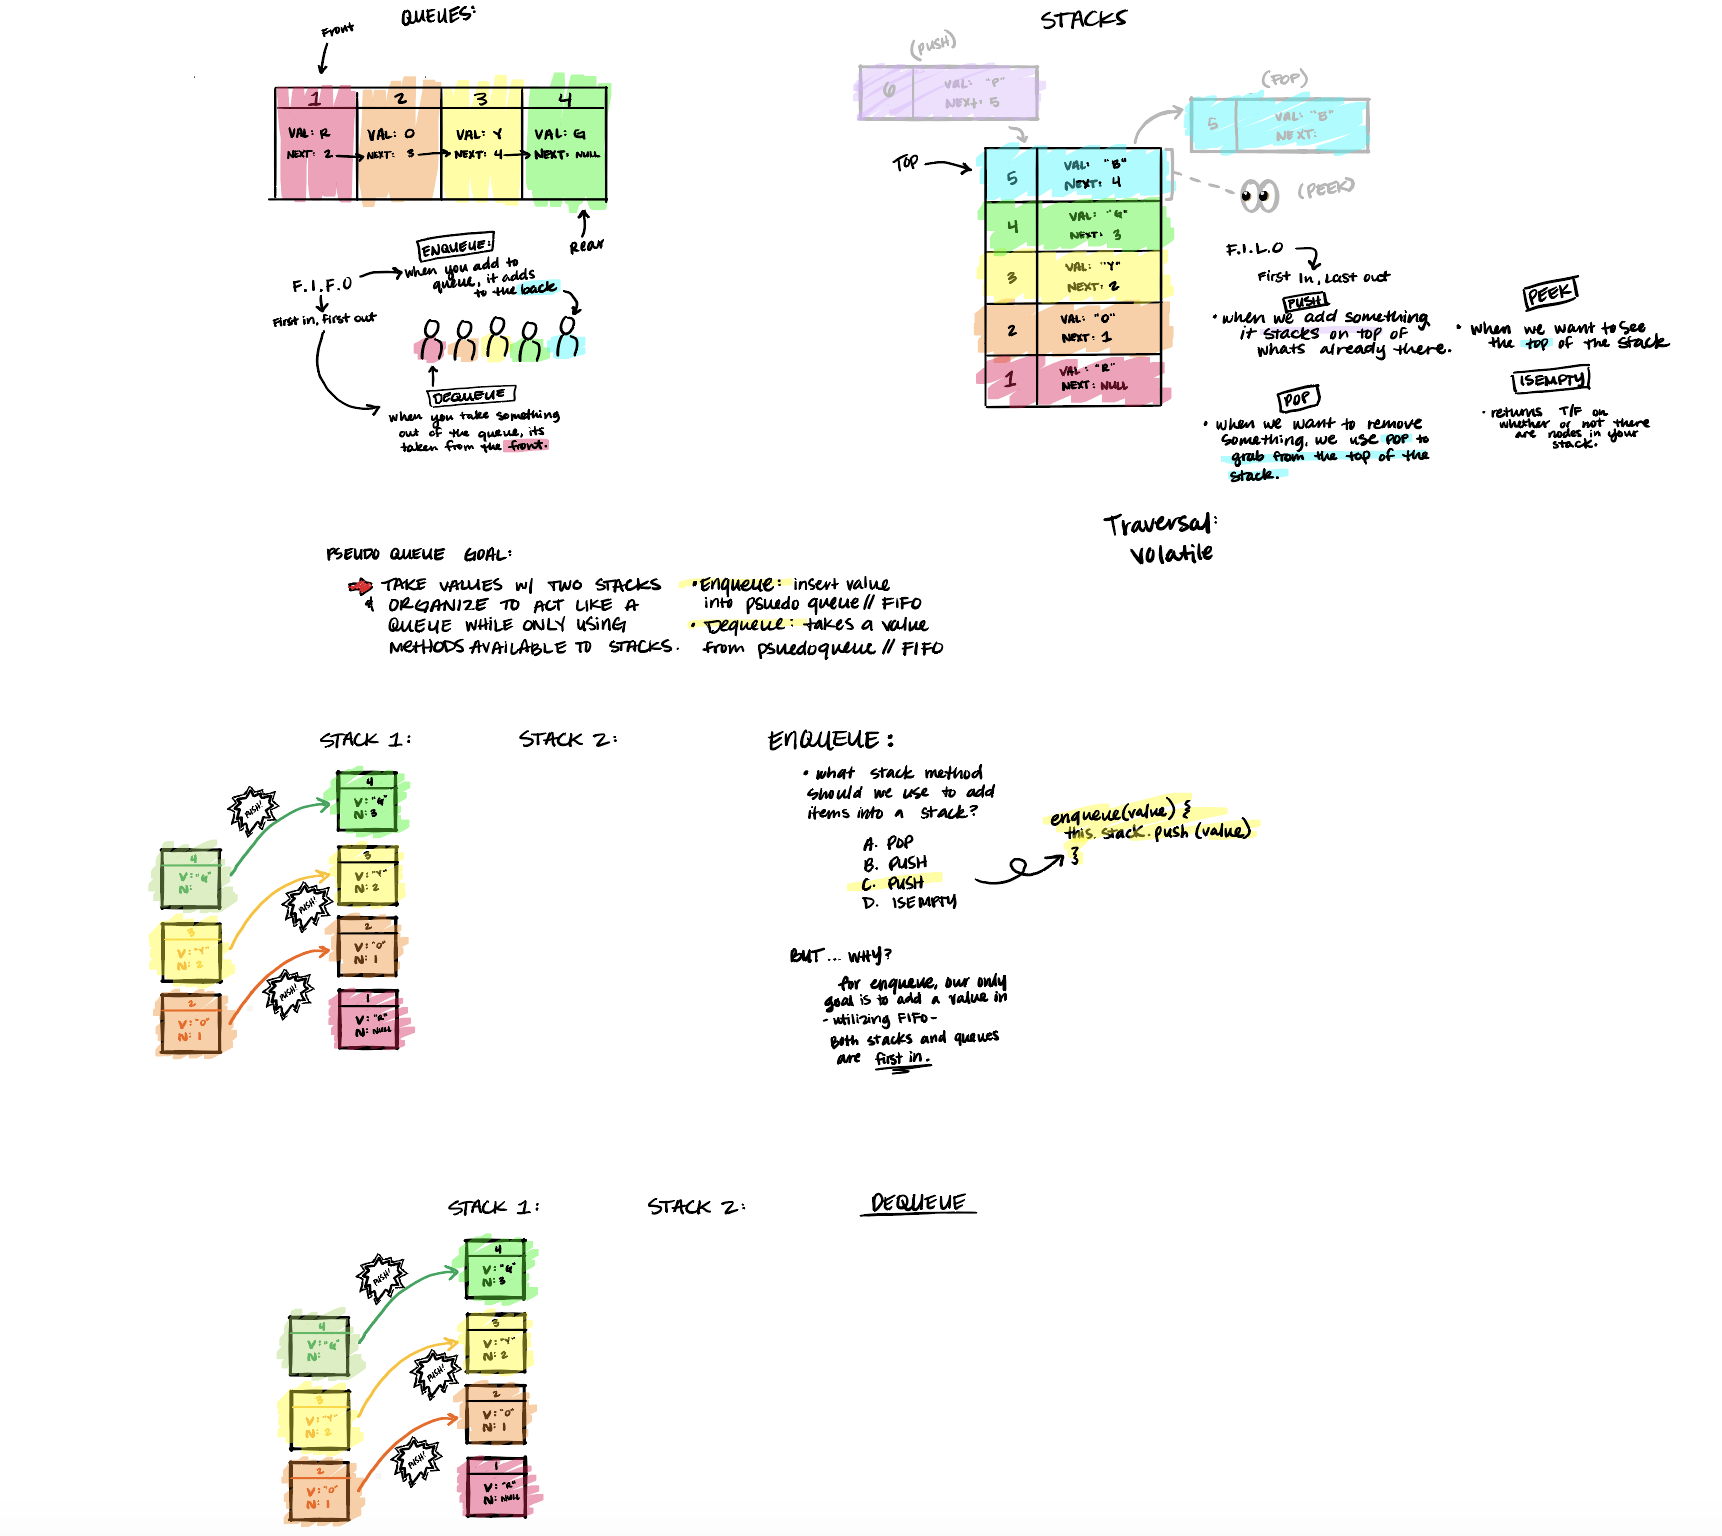 QUEUES:
Front
1 2 3 4
VAL: R VAL: O VAL: Y VAL: G
NEXT: 2 NEXT: 3 NEXT: 4 NEXT: NULL
Rear
F.I.F.O
First in, first out
ENQUEUE:
when you add to
queue, it adds
to the back
DEQUEUE
when you take something
out of the queue, its
taken from the front.
STACKS
(PUSH)
6 VAL: "P"
NEXT: 5
(POP)
5 VAL: "B"
NEXT:
TOP
5 VAL: "B"
NEXT: 4
4 VAL: "G"
NEXT: 3
3 VAL: "Y"
NEXT: 2
2 VAL: "O"
NEXT: 1
1 VAL: "R"
NEXT: NULL
(PEEK)
F.I.L.O
First In, Last out
PUSH
• when we add something
it stacks on top of
whats already there.
PEEK
• when we want to see
the top of the stack
POP
• when we want to remove
something, we use POP to
grab from the top of the
stack.
ISEMPTY
• returns T/F on
whether or not there
are nodes in your
stack.
Traversal:
volatile
PSEUDO QUEUE GOAL:
TAKE VALUES w/ TWO STACKS
& ORGANIZE TO ACT LIKE A
QUEUE WHILE ONLY USING
METHODS AVAILABLE TO STACKS.
• Enqueue: insert value
into psuedo queue // FIFO
• Dequeue: takes a value
from psuedoqueue // FIFO
STACK 1: STACK 2:
4
V: "G"
N: 3
3
V: "Y"
N: 2
2
V: "O"
N: 1
1
V: "R"
N: NULL
4
V: "G"
N:
3
V: "Y"
N: 2
2
V: "O"
N: 1
PUSH!
PUSH!
PUSH!
ENQUEUE:
• what stack method
should we use to add
items into a stack?
A. POP
B. PUSH
C. PUSH
D. ISEMPTY
enqueue(value) {
this.stack.push(value)
}
BUT... WHY?
for enqueue, our only
goal is to add a value in
- utilizing FIFO -
Both stacks and queues
are first in.
STACK 1: STACK 2: DEQUEUE
4
V: "G"
N: 3
3
V: "Y"
N: 2
2
V: "O"
N: 1
1
V: "R"
N: NULL
4
V: "G"
N:
3
V: "Y"
N: 2
2
V: "O"
N: 1
PUSH!
PUSH!
PUSH!